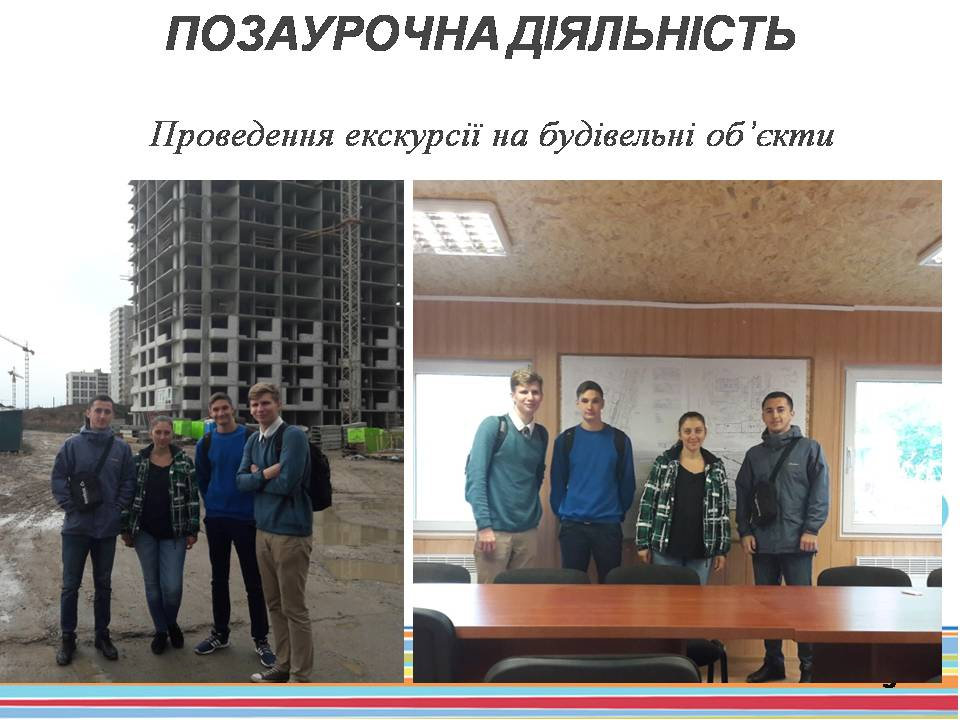 ПОЗАУРОЧНА ДІЯЛЬНІСТЬ
Проведення екскурсії на будівельні об’єкти